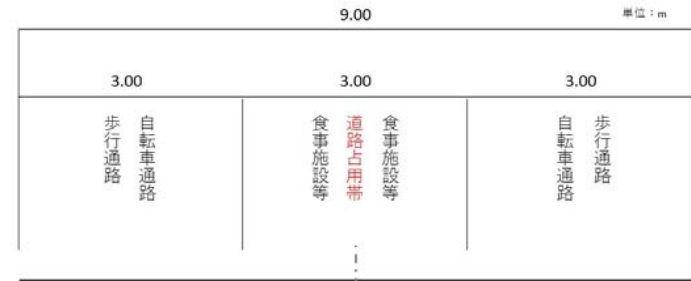 9.00
単位:m
3.00
3.00
3.00
歩行通路
自転車通路
食事施設等
道路占用帯
食事施設等
自転車通路
歩行通路